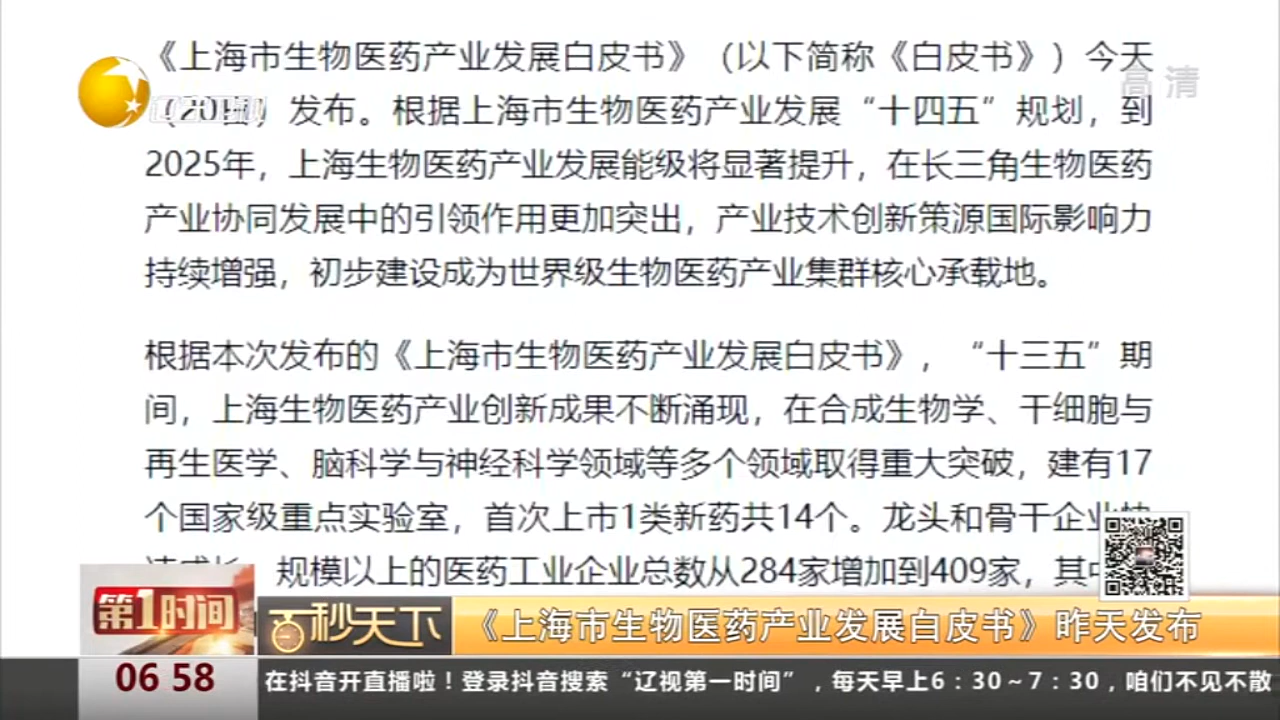 《上海市生物医药产业发展白皮书》（以下简称《白皮书》）今天
高清
（20日）发布。根据上海市生物医药产业发展“十四五”规划，到
2025年，上海生物医药产业发展能级将显著提升，在长三角生物医药
产业协同发展中的引领作用更加突出，产业技术创新策源国际影响力
持续增强，初步建设成为世界级生物医药产业集群核心承载地。
根据本次发布的《上海市生物医药产业发展白皮书》，“十三五”期
间，上海生物医药产业创新成果不断涌现，在合成生物学、干细胞与
再生医学、脑科学与神经科学领域等多个领域取得重大突破，建有17
个国家级重点实验室，首次上市1类新药共14个。龙头和骨干企业快
速成长，规模以上的医药工业企业总数从284家增加到409家，其中
第1时间
百秒天下
《上海市生物医药产业发展白皮书》昨天发布
06 58
在抖音开直播啦！登录抖音搜索“辽视第一时间”，每天早上6：30～7：30，咱们不见不散